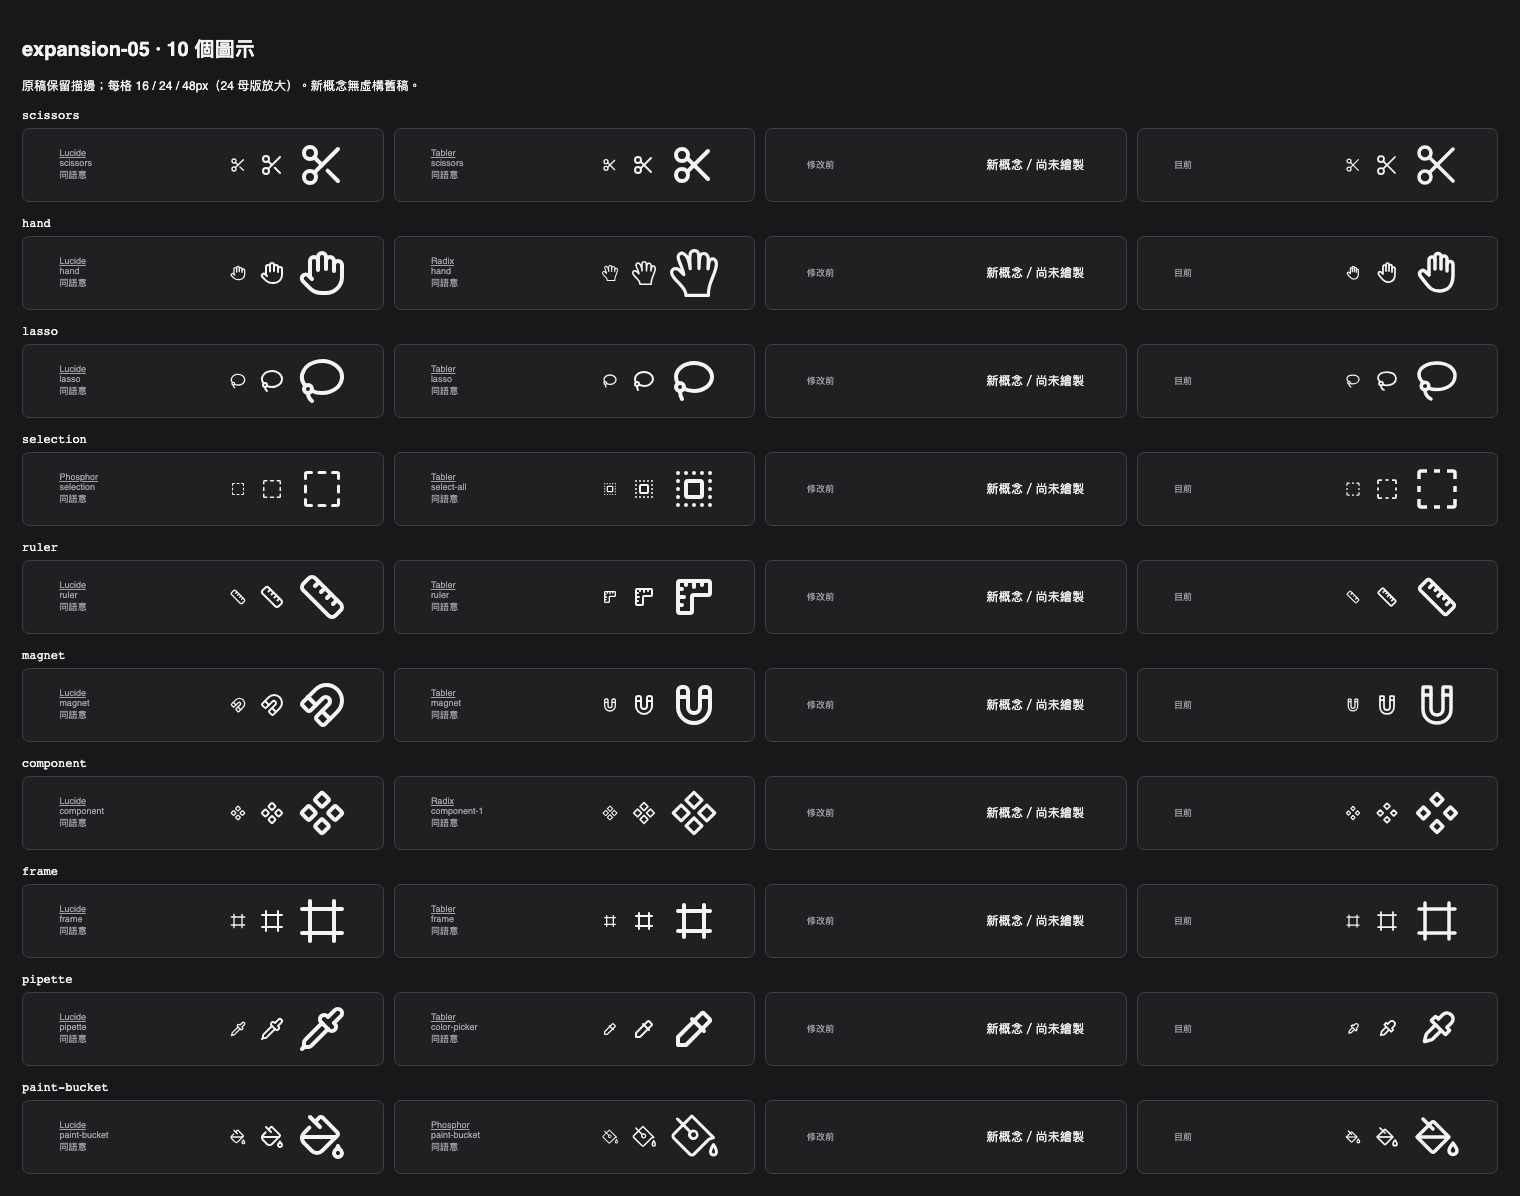 expansion-05 · 10 個圖示
原稿保留描邊；每格 16 / 24 / 48px（24 母版放大）。新概念無虛構舊稿。
scissors
Lucide
scissors
同語意
Tabler
scissors
同語意
修改前
新概念 / 尚未繪製
目前
hand
Lucide
hand
同語意
Radix
hand
同語意
修改前
新概念 / 尚未繪製
目前
lasso
Lucide
lasso
同語意
Tabler
lasso
同語意
修改前
新概念 / 尚未繪製
目前
selection
Phosphor
selection
同語意
Tabler
select-all
同語意
修改前
新概念 / 尚未繪製
目前
ruler
Lucide
ruler
同語意
Tabler
ruler
同語意
修改前
新概念 / 尚未繪製
目前
magnet
Lucide
magnet
同語意
Tabler
magnet
同語意
修改前
新概念 / 尚未繪製
目前
component
Lucide
component
同語意
Radix
component-1
同語意
修改前
新概念 / 尚未繪製
目前
frame
Lucide
frame
同語意
Tabler
frame
同語意
修改前
新概念 / 尚未繪製
目前
pipette
Lucide
pipette
同語意
Tabler
color-picker
同語意
修改前
新概念 / 尚未繪製
目前
paint-bucket
Lucide
paint-bucket
同語意
Phosphor
paint-bucket
同語意
修改前
新概念 / 尚未繪製
目前